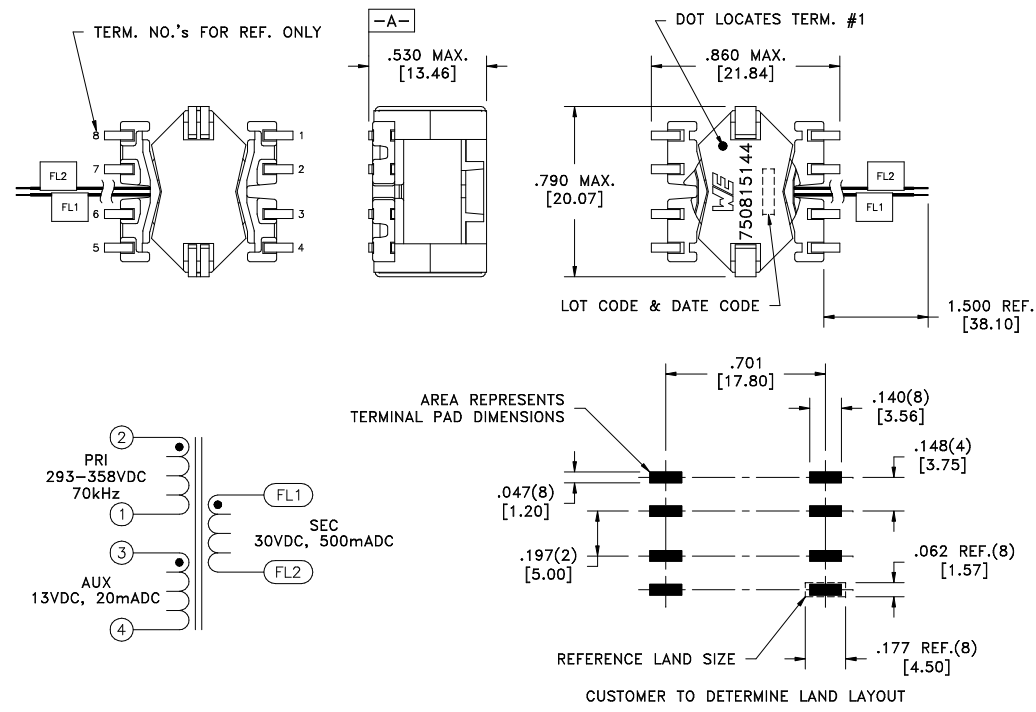 TERM. NO.'s FOR REF. ONLY
-A-
.530 MAX.
[13.46]
DOT LOCATES TERM. #1
.860 MAX.
[21.84]
8
7
6
5
1
2
3
4
FL2
FL1
.790 MAX.
[20.07]
WE
750815144
FL2
FL1
LOT CODE & DATE CODE
1.500 REF.
[38.10]
2
PRI
293-358VDC
70kHz
1
3
AUX
13VDC, 20mADC
4
FL1
SEC
30VDC, 500mADC
FL2
.701
[17.80]
AREA REPRESENTS
TERMINAL PAD DIMENSIONS
.140(8)
[3.56]
.148(4)
[3.75]
.047(8)
[1.20]
.197(2)
[5.00]
.062 REF.(8)
[1.57]
REFERENCE LAND SIZE
.177 REF.(8)
[4.50]
CUSTOMER TO DETERMINE LAND LAYOUT